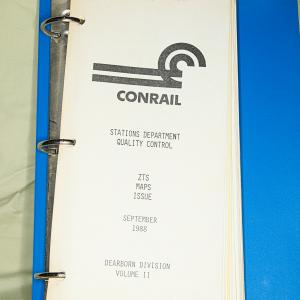 CONRAIL
STATIONS DEPARTMENT
QUALITY CONTROL
ZTS
MAPS
ISSUE
SEPTEMBER
1988
DEARBORN DIVISION
VOLUME II